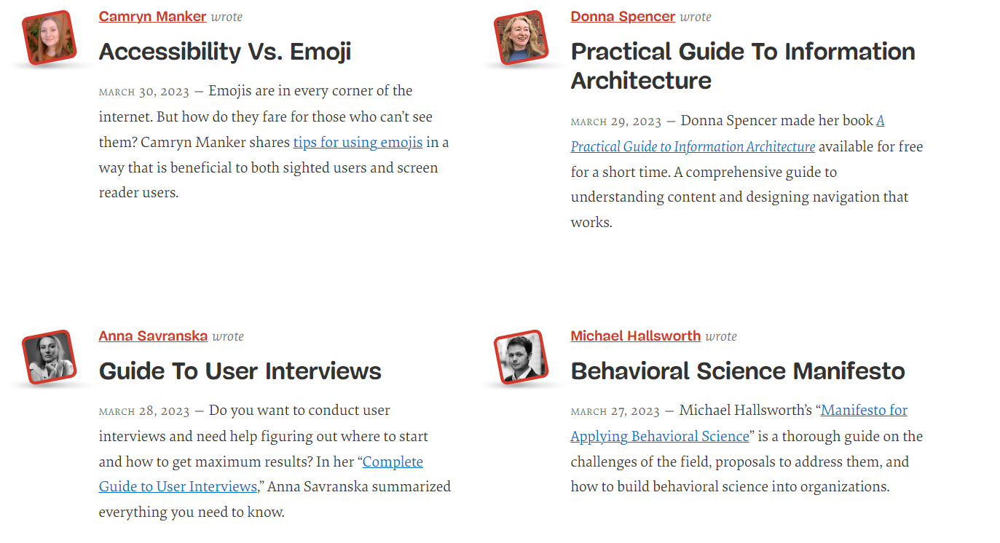 Camryn Manker wrote
Accessibility Vs. Emoji
MARCH 30, 2023 — Emojis are in every corner of the
internet. But how do they fare for those who can’t see
them? Camryn Manker shares tips for using emojis in a
way that is beneficial to both sighted users and screen
reader users.
Donna Spencer wrote
Practical Guide To Information
Architecture
MARCH 29, 2023 — Donna Spencer made her book A
Practical Guide to Information Architecture available for free
for a short time. A comprehensive guide to
understanding content and designing navigation that
works.
Anna Savranska wrote
Guide To User Interviews
MARCH 28, 2023 — Do you want to conduct user
interviews and need help figuring out where to start
and how to get maximum results? In her “Complete
Guide to User Interviews,” Anna Savranska summarized
everything you need to know.
Michael Hallsworth wrote
Behavioral Science Manifesto
MARCH 27, 2023 — Michael Hallsworth’s “Manifesto for
Applying Behavioral Science” is a thorough guide on the
challenges of the field, proposals to address them, and
how to build behavioral science into organizations.